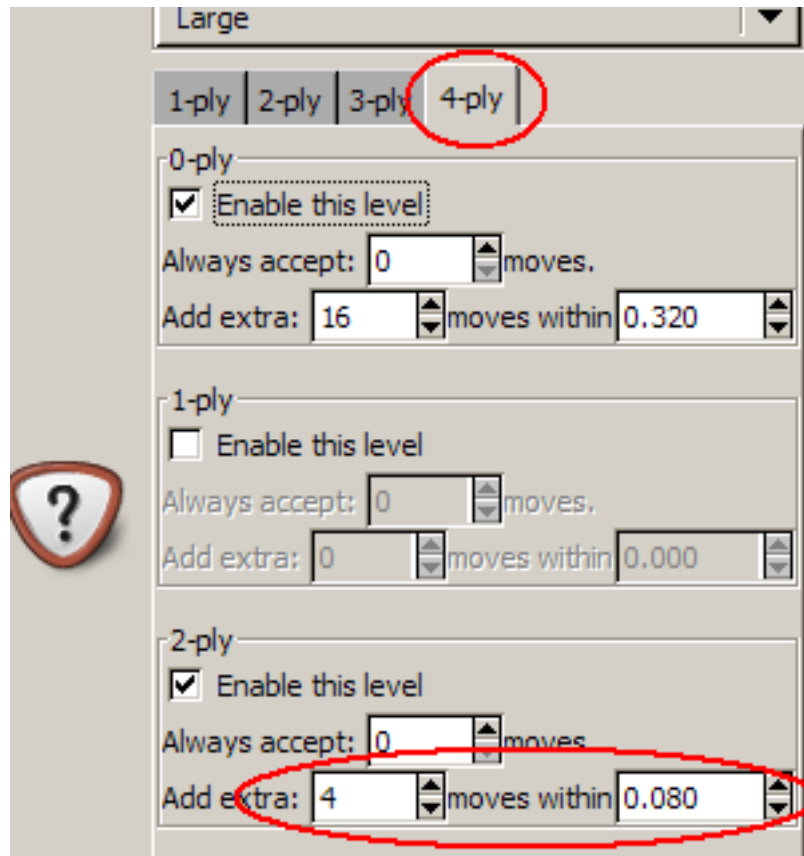 Large
1-ply 2-ply 3-ply 4-ply
0-ply
Enable this level
Always accept: 0 moves.
Add extra: 16 moves within 0.320
1-ply
Enable this level
Always accept: 0 moves.
Add extra: 0 moves within 0.000
?
2-ply
Enable this level
Always accept: 0 moves.
Add extra: 4 moves within 0.080